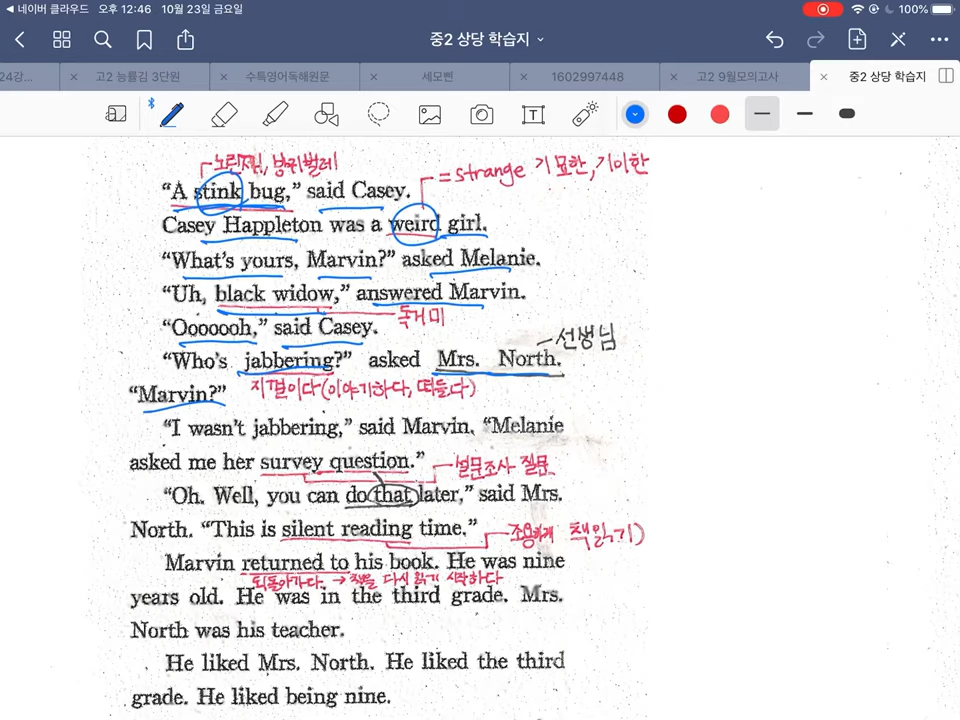 네이버 클라우드 오후 12:46 10월 23일 금요일 100%
중2 상당 학습지
24강... 고2 능률김 3단원 수특영어독해원문 세모삔 1602997448 고2 9월모의고사 중2 상당 학습지
노린재, 방귀벌레
= strange 기묘한, 기이한
“A stink bug,” said Casey.
Casey Happleton was a weird girl.
“What's yours, Marvin?” asked Melanie.
“Uh, black widow,” answered Marvin.
독거미
“Ooooooh,” said Casey.
선생님
“Who's jabbering?” asked Mrs. North.
“Marvin?”
지껄이다(이야기하다, 떠들다)
“I wasn't jabbering,” said Marvin. “Melanie
asked me her survey question.”
설문조사 질문
“Oh. Well, you can do that later,” said Mrs.
North. “This is silent reading time.”
조용하게 책읽기)
Marvin returned to his book. He was nine
되돌아가다. → 책을 다시 읽기 시작하다
years old. He was in the third grade. Mrs.
North was his teacher.
He liked Mrs. North. He liked the third
grade. He liked being nine.